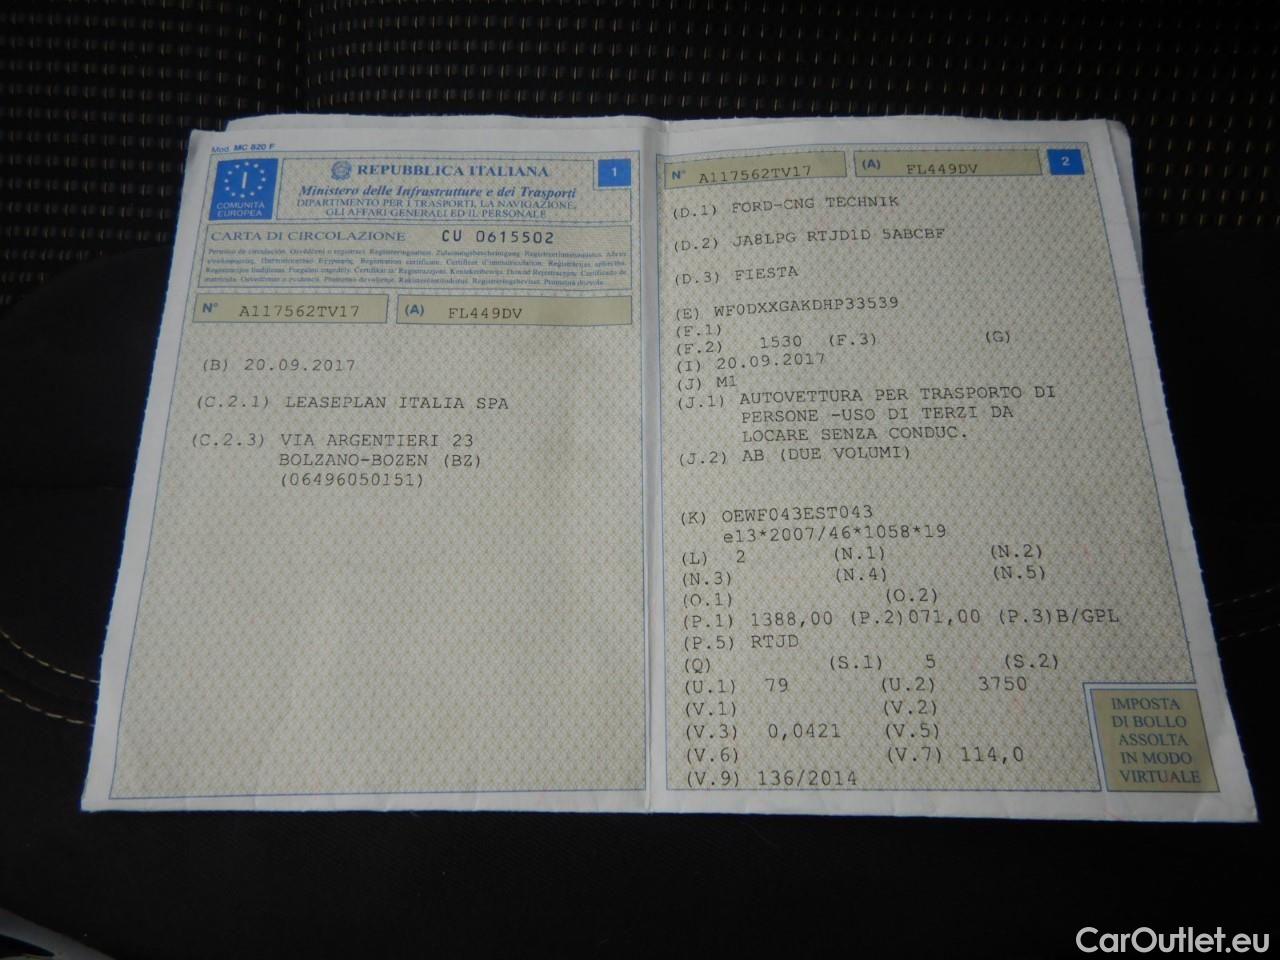 Mod. MC 820 F
COMUNITÀ
EUROPEA
REPUBBLICA ITALIANA
1
Ministero delle Infrastrutture e dei Trasporti
DIPARTIMENTO PER I TRASPORTI, LA NAVIGAZIONE,
GLI AFFARI GENERALI ED IL PERSONALE
CARTA DI CIRCOLAZIONE CU 0615502
N° A117562TV17 (A) FL449DV
(B) 20.09.2017
(C.2.1) LEASEPLAN ITALIA SPA
(C.2.3) VIA ARGENTIERI 23
BOLZANO-BOZEN (BZ)
(06496050151)
N° A117562TV17 (A) FL449DV 2
(D.1) FORD-CNG TECHNIK
(D.2) JA8LPG RTJD1D 5ABCBF
(D.3) FIESTA
(E) WF0DXXGAKDHP33539
(F.1)
(F.2) 1530 (F.3) (G)
(I) 20.09.2017
(J) M1
(J.1) AUTOVETTURA PER TRASPORTO DI
PERSONE -USO DI TERZI DA
LOCARE SENZA CONDUC.
(J.2) AB (DUE VOLUMI)
(K) OEWF043EST043
e13*2007/46*1058*19
(L) 2 (N.1) (N.2)
(N.3) (N.4) (N.5)
(O.1) (O.2)
(P.1) 1388,00 (P.2)071,00 (P.3)B/GPL
(P.5) RTJD
(Q) (S.1) 5 (S.2)
(U.1) 79 (U.2) 3750
(V.1) (V.2)
(V.3) 0,0421 (V.5)
(V.6) (V.7) 114,0
(V.9) 136/2014
IMPOSTA
DI BOLLO
ASSOLTA
IN MODO
VIRTUALE
CarOutlet.eu